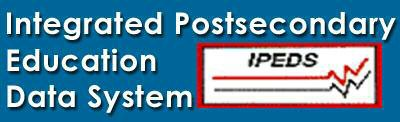 Integrated Postsecondary
Education
Data System
IPEDS